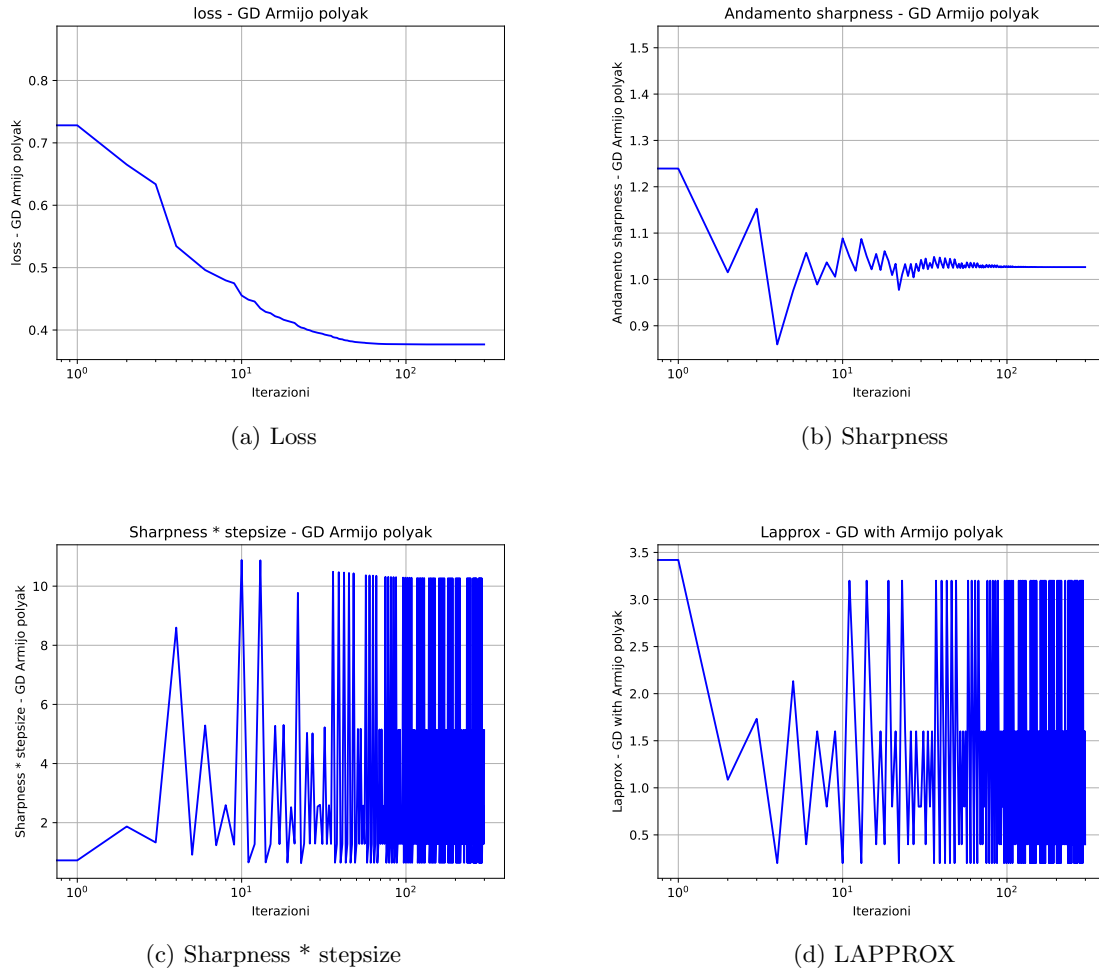 loss - GD Armijo polyak
0.8
0.7
0.6
0.5
0.4
loss - GD Armijo polyak
10^0
10^1
10^2
Iterazioni
(a) Loss
Andamento sharpness - GD Armijo polyak
1.5
1.4
1.3
1.2
1.1
1.0
0.9
Andamento sharpness - GD Armijo polyak
10^0
10^1
10^2
Iterazioni
(b) Sharpness
Sharpness * stepsize - GD Armijo polyak
10
8
6
4
2
Sharpness * stepsize - GD Armijo polyak
10^0
10^1
10^2
Iterazioni
(c) Sharpness * stepsize
Lapprox - GD with Armijo polyak
3.5
3.0
2.5
2.0
1.5
1.0
0.5
Lapprox - GD with Armijo polyak
10^0
10^1
10^2
Iterazioni
(d) LAPPROX